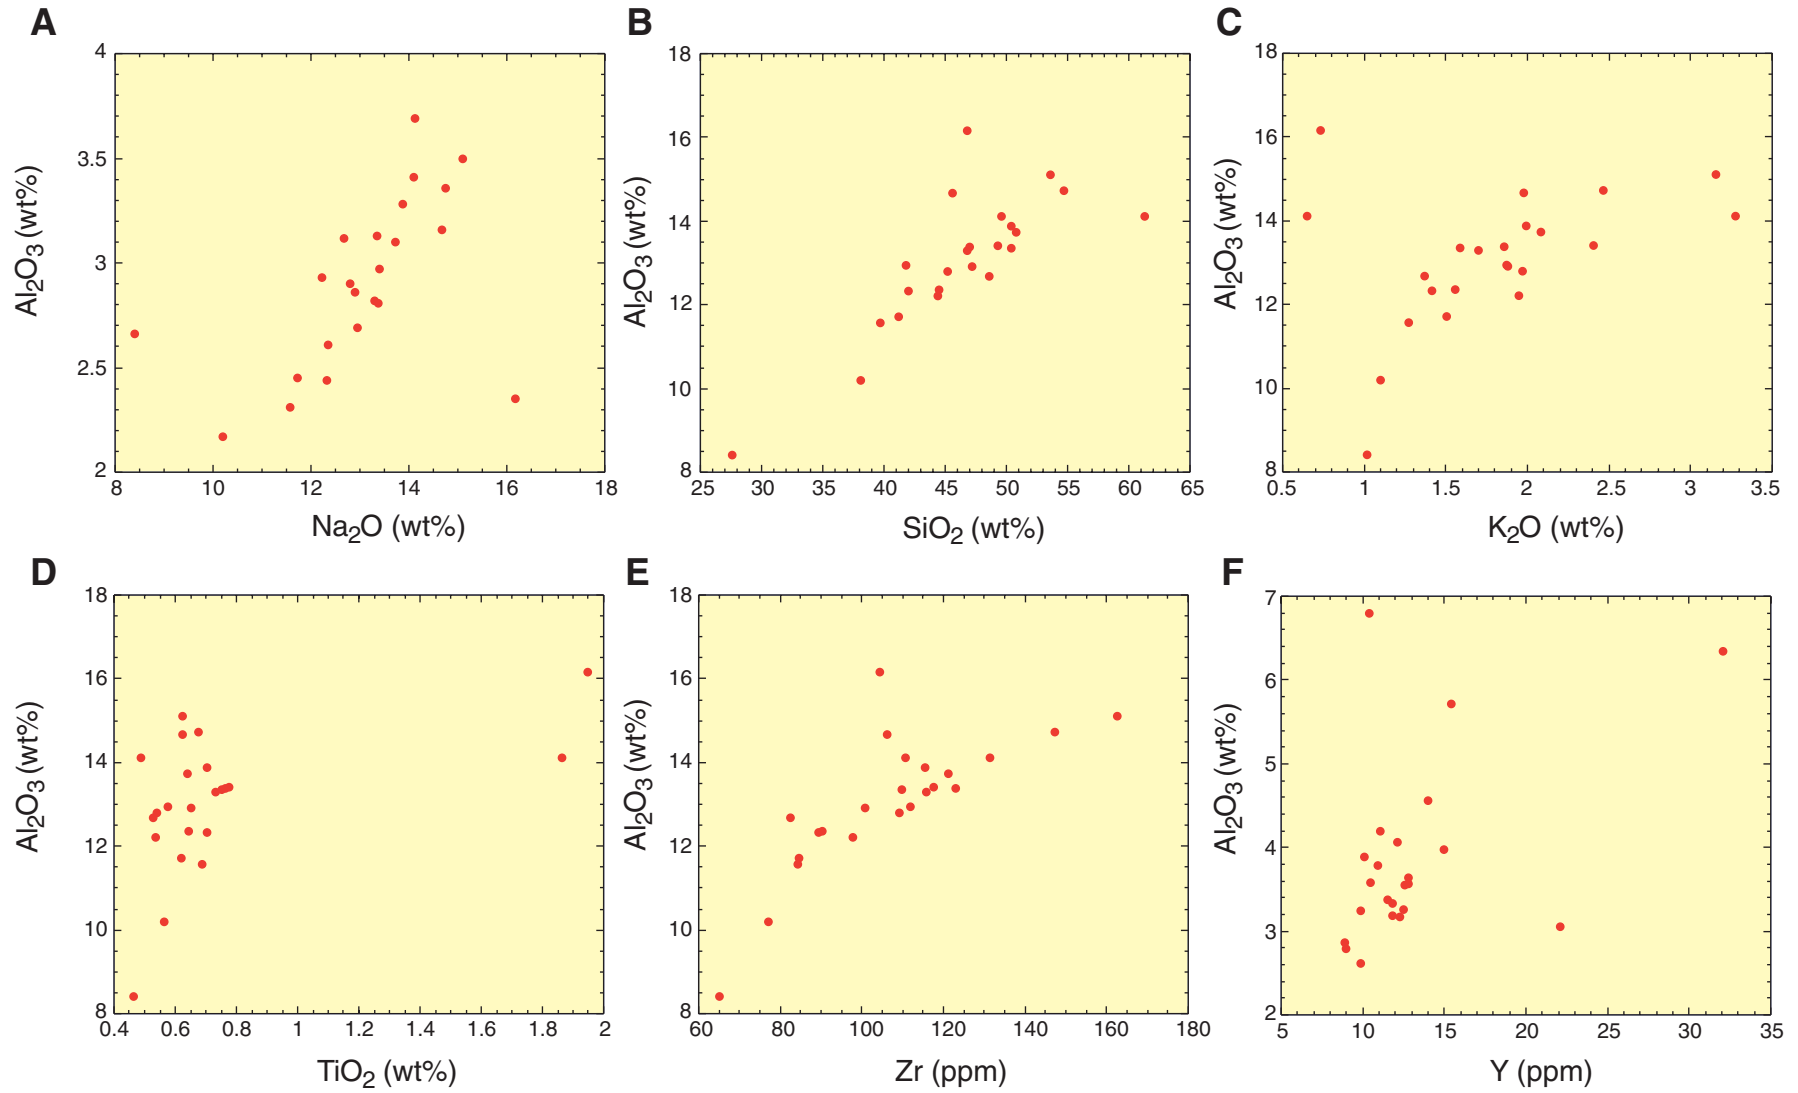 A
4
3.5
3
2.5
2
8 10 12 14 16 18
Al2O3 (wt%)
Na2O (wt%)
B
18
16
14
12
10
8
25 30 35 40 45 50 55 60 65
Al2O3 (wt%)
SiO2 (wt%)
C
18
16
14
12
10
8
0.5 1 1.5 2 2.5 3 3.5
Al2O3 (wt%)
K2O (wt%)
D
18
16
14
12
10
8
0.4 0.6 0.8 1 1.2 1.4 1.6 1.8 2
Al2O3 (wt%)
TiO2 (wt%)
E
18
16
14
12
10
8
60 80 100 120 140 160 180
Al2O3 (wt%)
Zr (ppm)
F
7
6
5
4
3
2
5 10 15 20 25 30 35
Al2O3 (wt%)
Y (ppm)